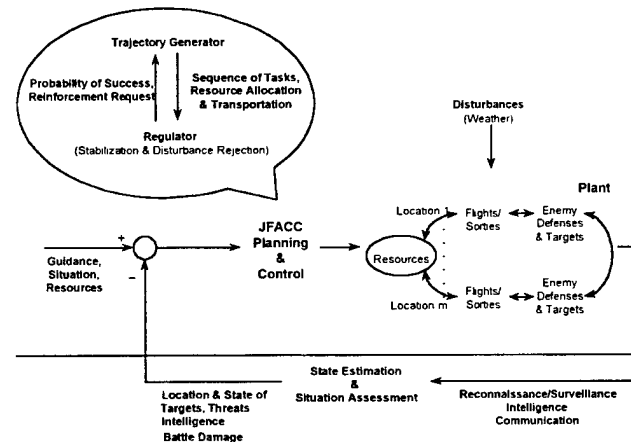 Trajectory Generator
Probability of Success,
Reinforcement Request
Sequence of Tasks,
Resource Allocation
& Transportation
Regulator
(Stabilization & Disturbance Rejection)
Disturbances
(Weather)
Plant
Location 1
Flights/
Sorties
Enemy
Defenses
& Targets
+
JFACC
Planning
&
Control
Resources
Guidance,
Situation,
Resources
−
Location m
Flights/
Sorties
Enemy
Defenses
& Targets
State Estimation
&
Situation Assessment
Location & State of
Targets, Threats
Intelligence
Battle Damage
Reconnaissance/Surveillance
Intelligence
Communication